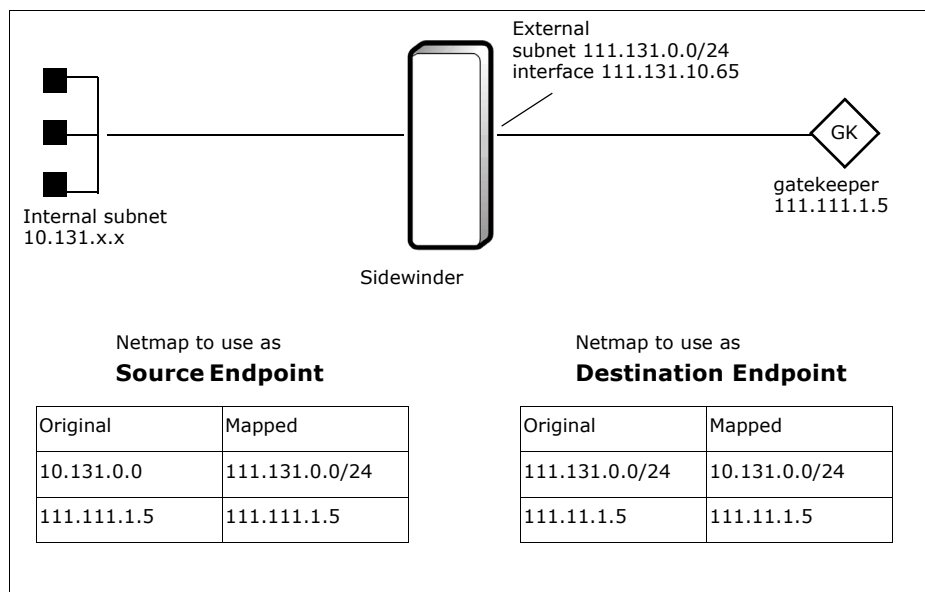 External
subnet 111.131.0.0/24
interface 111.131.10.65
GK
gatekeeper
111.111.1.5
Internal subnet
10.131.x.x
Sidewinder
Netmap to use as
Source Endpoint
Original Mapped
10.131.0.0 111.131.0.0/24
111.111.1.5 111.111.1.5
Netmap to use as
Destination Endpoint
Original Mapped
111.131.0.0/24 10.131.0.0/24
111.11.1.5 111.11.1.5